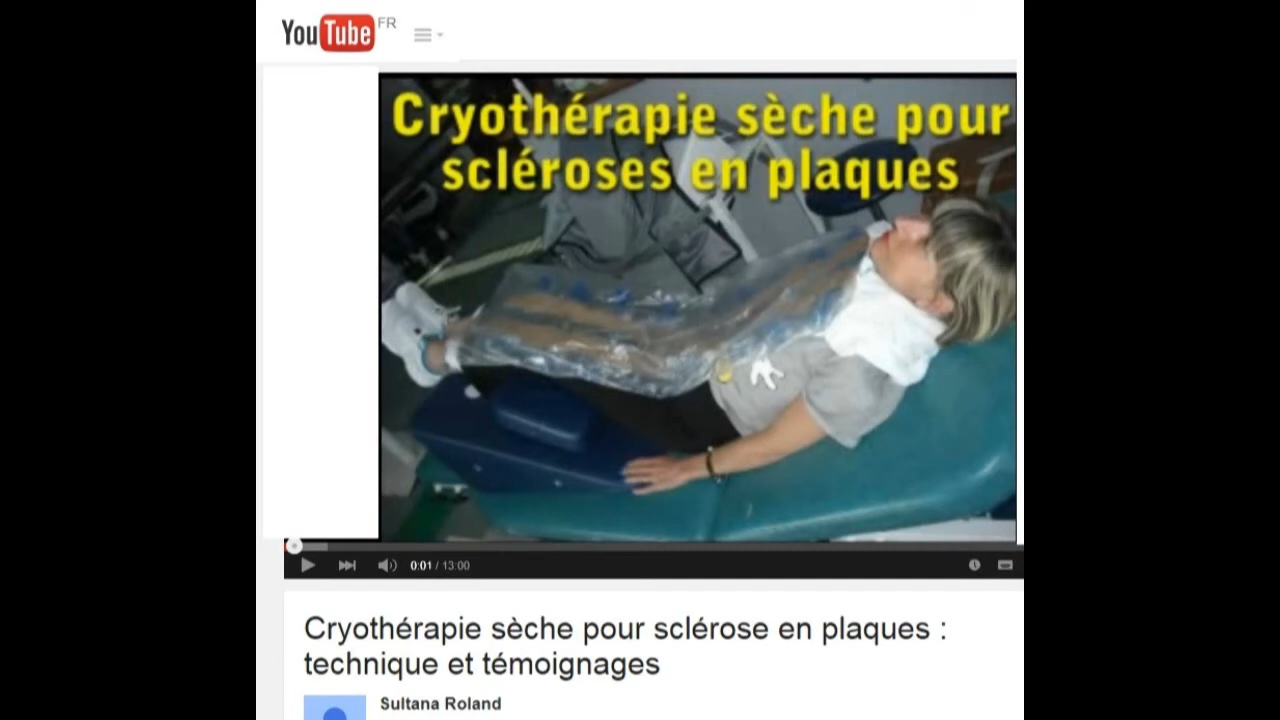 YouTube FR
Cryothérapie sèche pour
scléroses en plaques
0:01 / 13:00
Cryothérapie sèche pour sclérose en plaques :
technique et témoignages
Sultana Roland